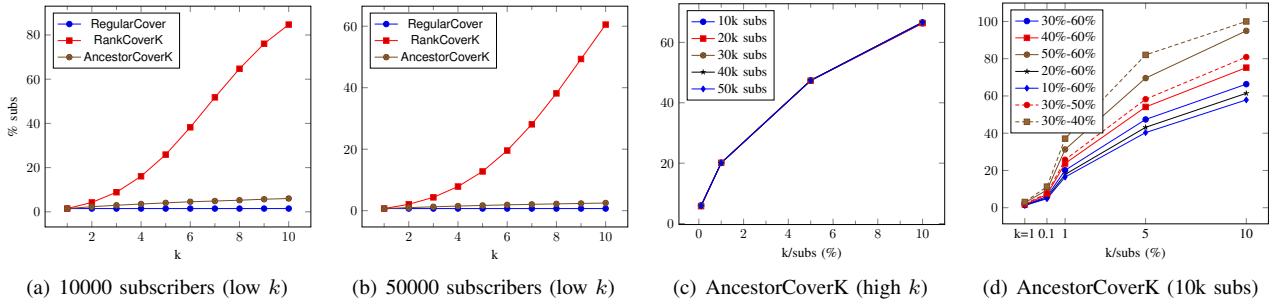 RegularCover
RankCoverK
AncestorCoverK
% subs
80
60
40
20
0
2 4 6 8 10
k
(a) 10000 subscribers (low k)
RegularCover
RankCoverK
AncestorCoverK
60
40
20
0
2 4 6 8 10
k
(b) 50000 subscribers (low k)
10k subs
20k subs
30k subs
40k subs
50k subs
60
40
20
0
0 2 4 6 8 10
k/subs (%)
(c) AncestorCoverK (high k)
30%-60%
40%-60%
50%-60%
20%-60%
10%-60%
30%-50%
30%-40%
100
80
60
40
20
0
k=1 0.1 1 5 10
k/subs (%)
(d) AncestorCoverK (10k subs)